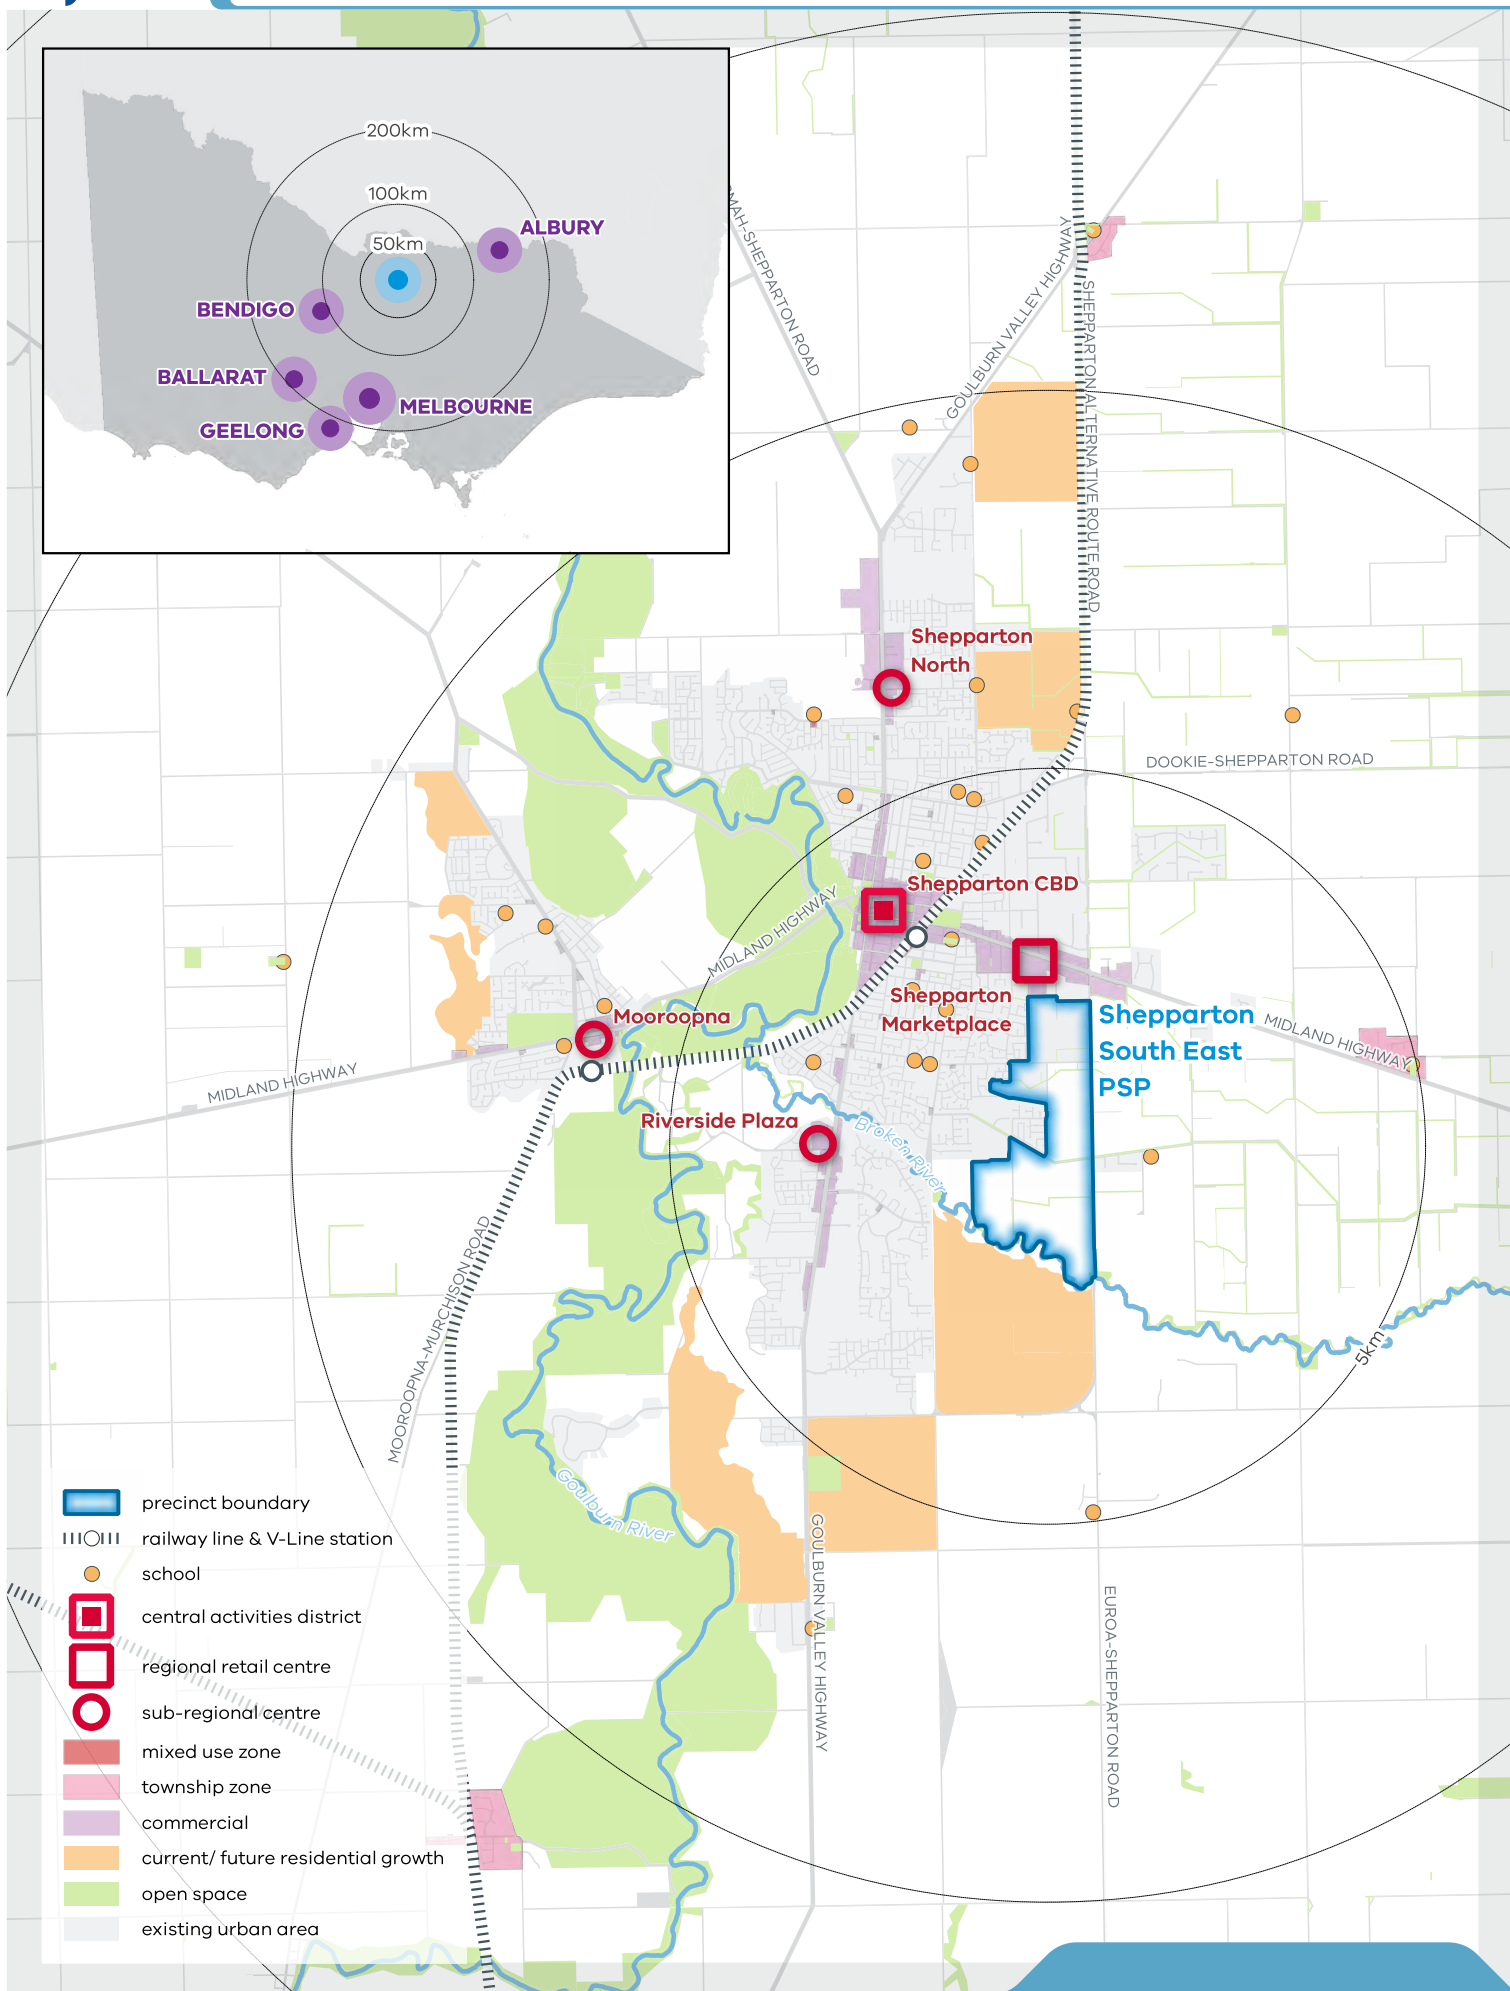 200km
100km
50km
ALBURY
BENDIGO
BALLARAT
MELBOURNE
GEELONG
MAH-SHEPPARTON ROAD
GOULBURN VALLEY HIGHWAY
SHEPPARTON ALTERNATIVE ROUTE ROAD
Shepparton
North
DOOKIE-SHEPPARTON ROAD
Shepparton CBD
MIDLAND HIGHWAY
Shepparton
Marketplace
Mooroopna
Shepparton
South East
PSP
MIDLAND HIGHWAY
MIDLAND HIGHWAY
Riverside Plaza
Broken River
MOOROOPNA-MURCHISON ROAD
5km
Goulburn River
GOULBURN VALLEY HIGHWAY
EUROA-SHEPPARTON ROAD
precinct boundary
railway line & V-Line station
school
central activities district
regional retail centre
sub-regional centre
mixed use zone
township zone
commercial
current/ future residential growth
open space
existing urban area